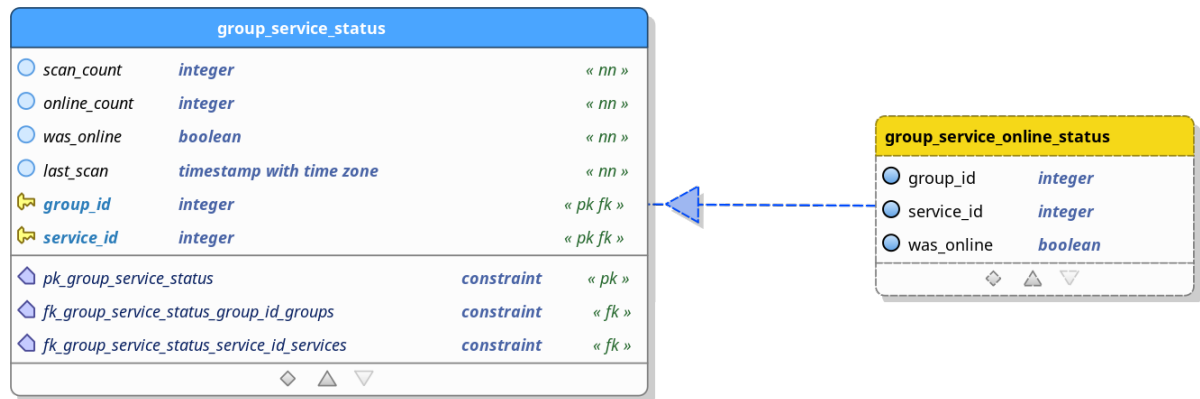 group_service_status
scan_count integer « nn »
online_count integer « nn »
was_online boolean « nn »
last_scan timestamp with time zone « nn »
group_id integer « pk fk »
service_id integer « pk fk »
pk_group_service_status constraint « pk »
fk_group_service_status_group_id_groups constraint « fk »
fk_group_service_status_service_id_services constraint « fk »
group_service_online_status
group_id integer
service_id integer
was_online boolean